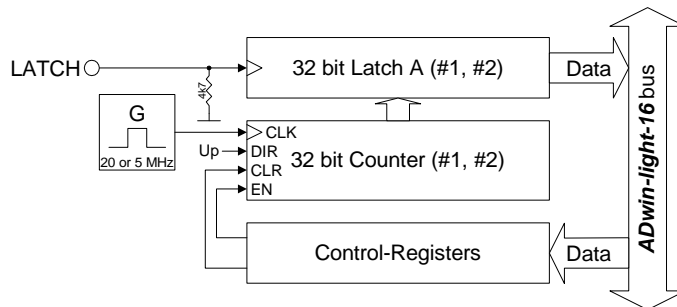 LATCH
32 bit Latch A (#1, #2)
Data
4k7
G
20 or 5 MHz
CLK
Up
DIR
CLR
EN
32 bit Counter (#1, #2)
Control-Registers
Data
ADwin-light-16 bus